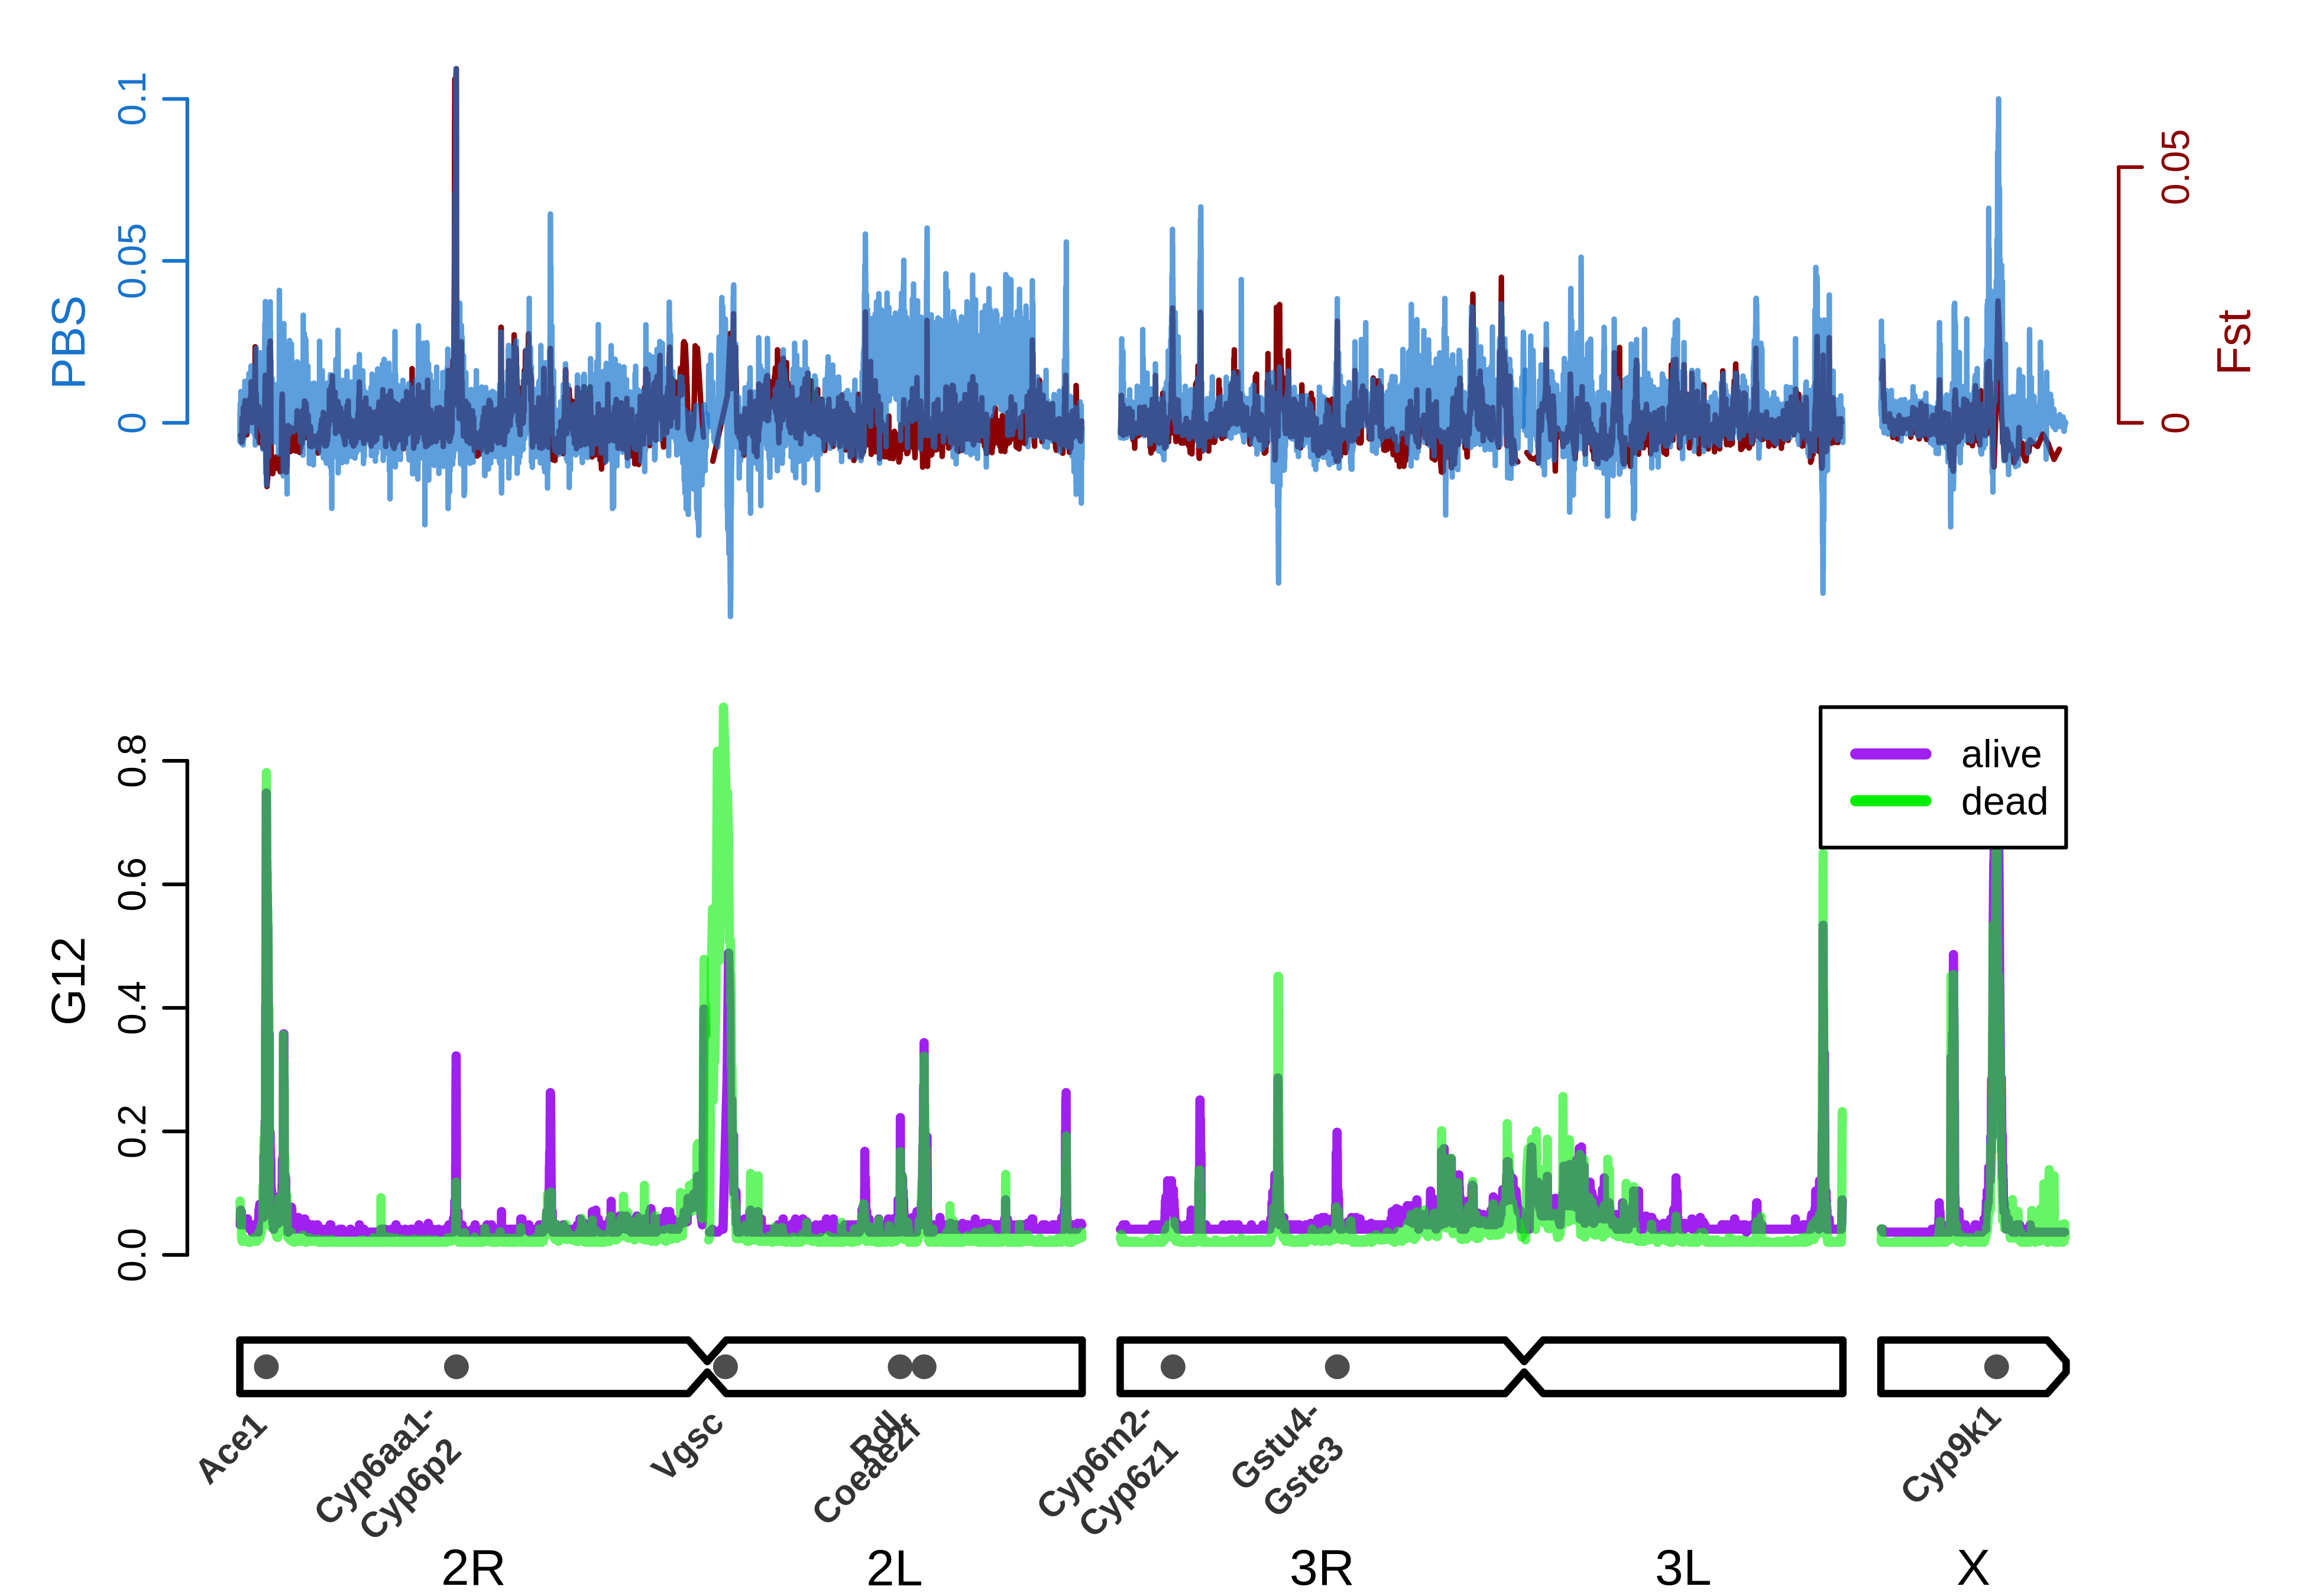 PBS
0.1
0.05
0
Fst
0.05
0
G12
0.8
0.6
0.4
0.2
0.0
alive
dead
Ace1
Cyp6aa1-
Cyp6p2
Vgsc
Rdl
Coeae2f
Cyp6m2-
Cyp6z1
Gstu4-
Gste3
Cyp9k1
2R
2L
3R
3L
X